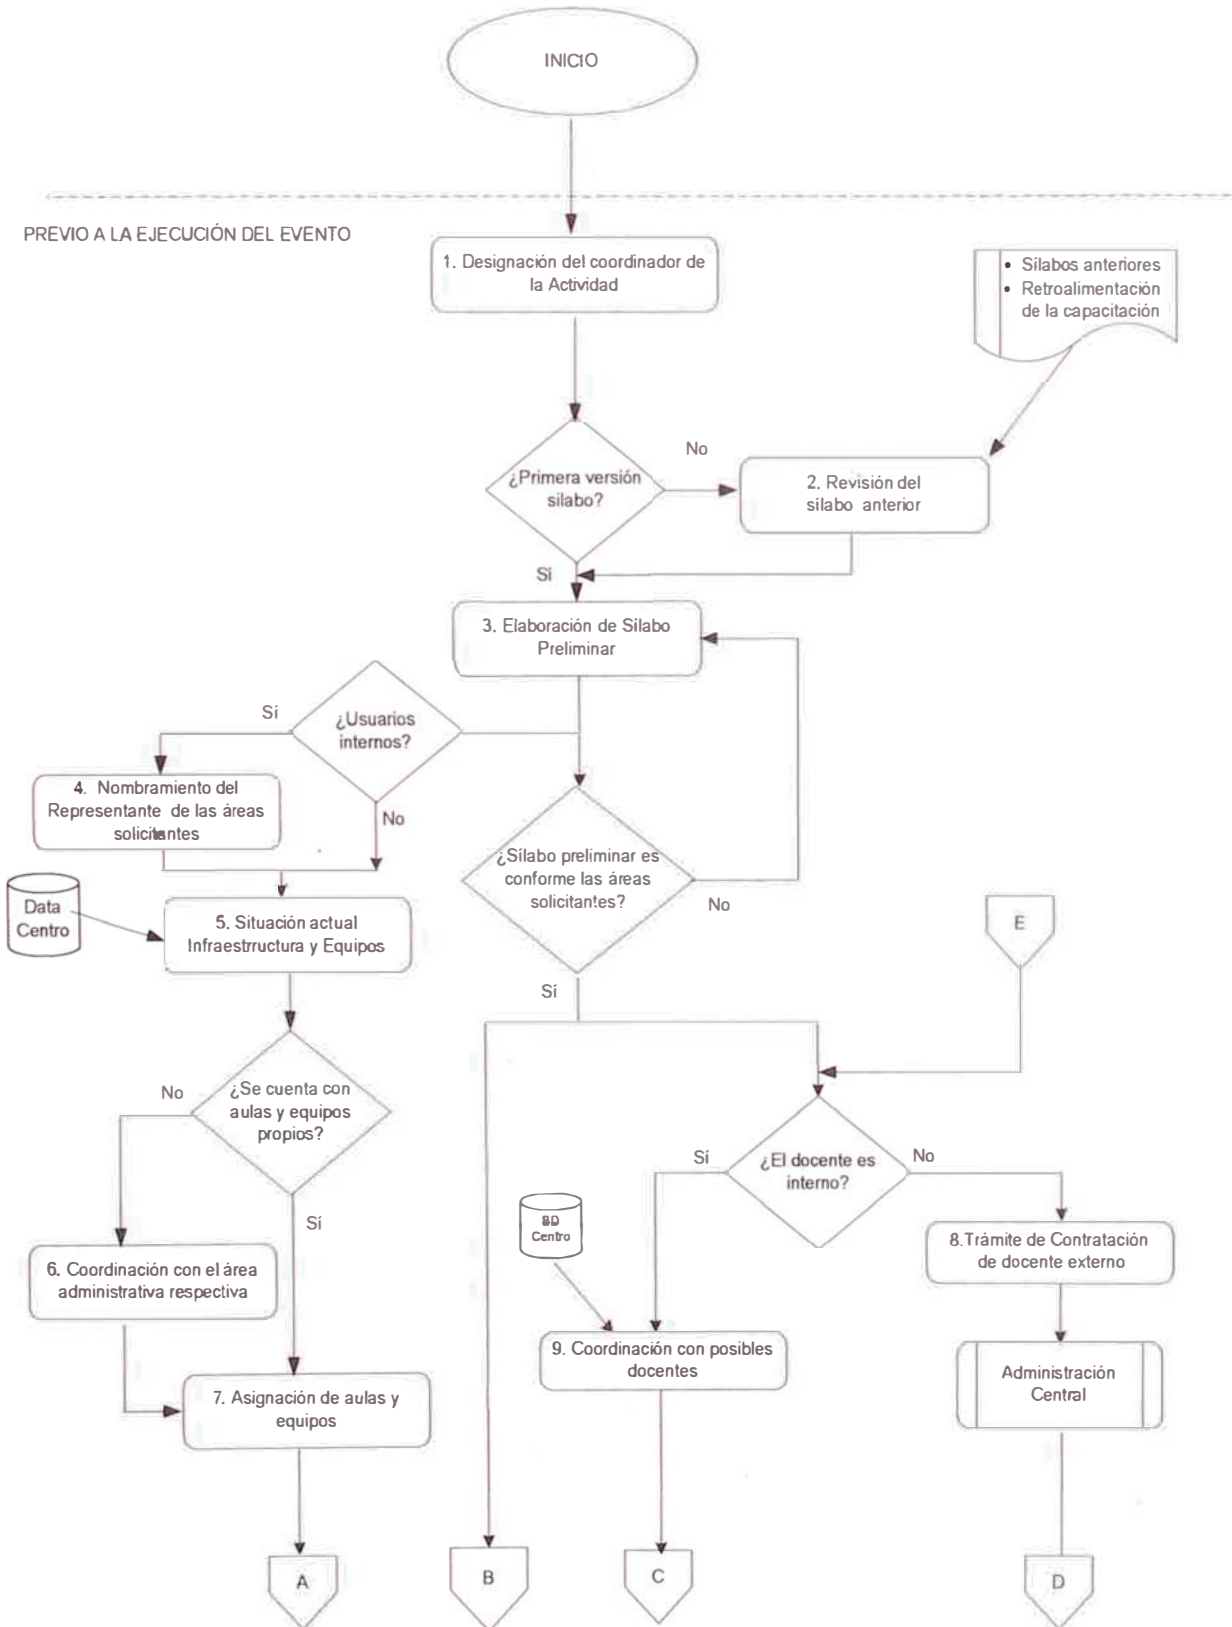 INICIO
PREVIO A LA EJECUCIÓN DEL EVENTO
1. Designación del coordinador de
la Actividad
• Sílabos anteriores
• Retroalimentación
de la capacitación
¿Primera versión
silabo?
No
2. Revisión del
sílabo anterior
Sí
3. Elaboración de Sílabo
Preliminar
Sí
¿Usuarios
internos?
No
4. Nombramiento del
Representante de las áreas
solicitantes
¿Sílabo preliminar es
conforme las áreas
solicitantes?
No
Sí
Data
Centro
5. Situación actual
Infraestrructura y Equipos
E
No
¿Se cuenta con
aulas y equipos
propios?
Sí
Sí
¿El docente es
interno?
No
BD
Centro
8.Trámite de Contratación
de docente externo
6. Coordinación con el área
administrativa respectiva
9. Coordinación con posibles
docentes
Administración
Central
7. Asignación de aulas y
equipos
A
B
C
D